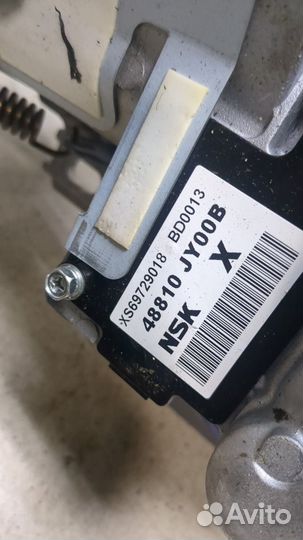 XS69729018 BD0013
48810 JY00B
NSK X
Avito